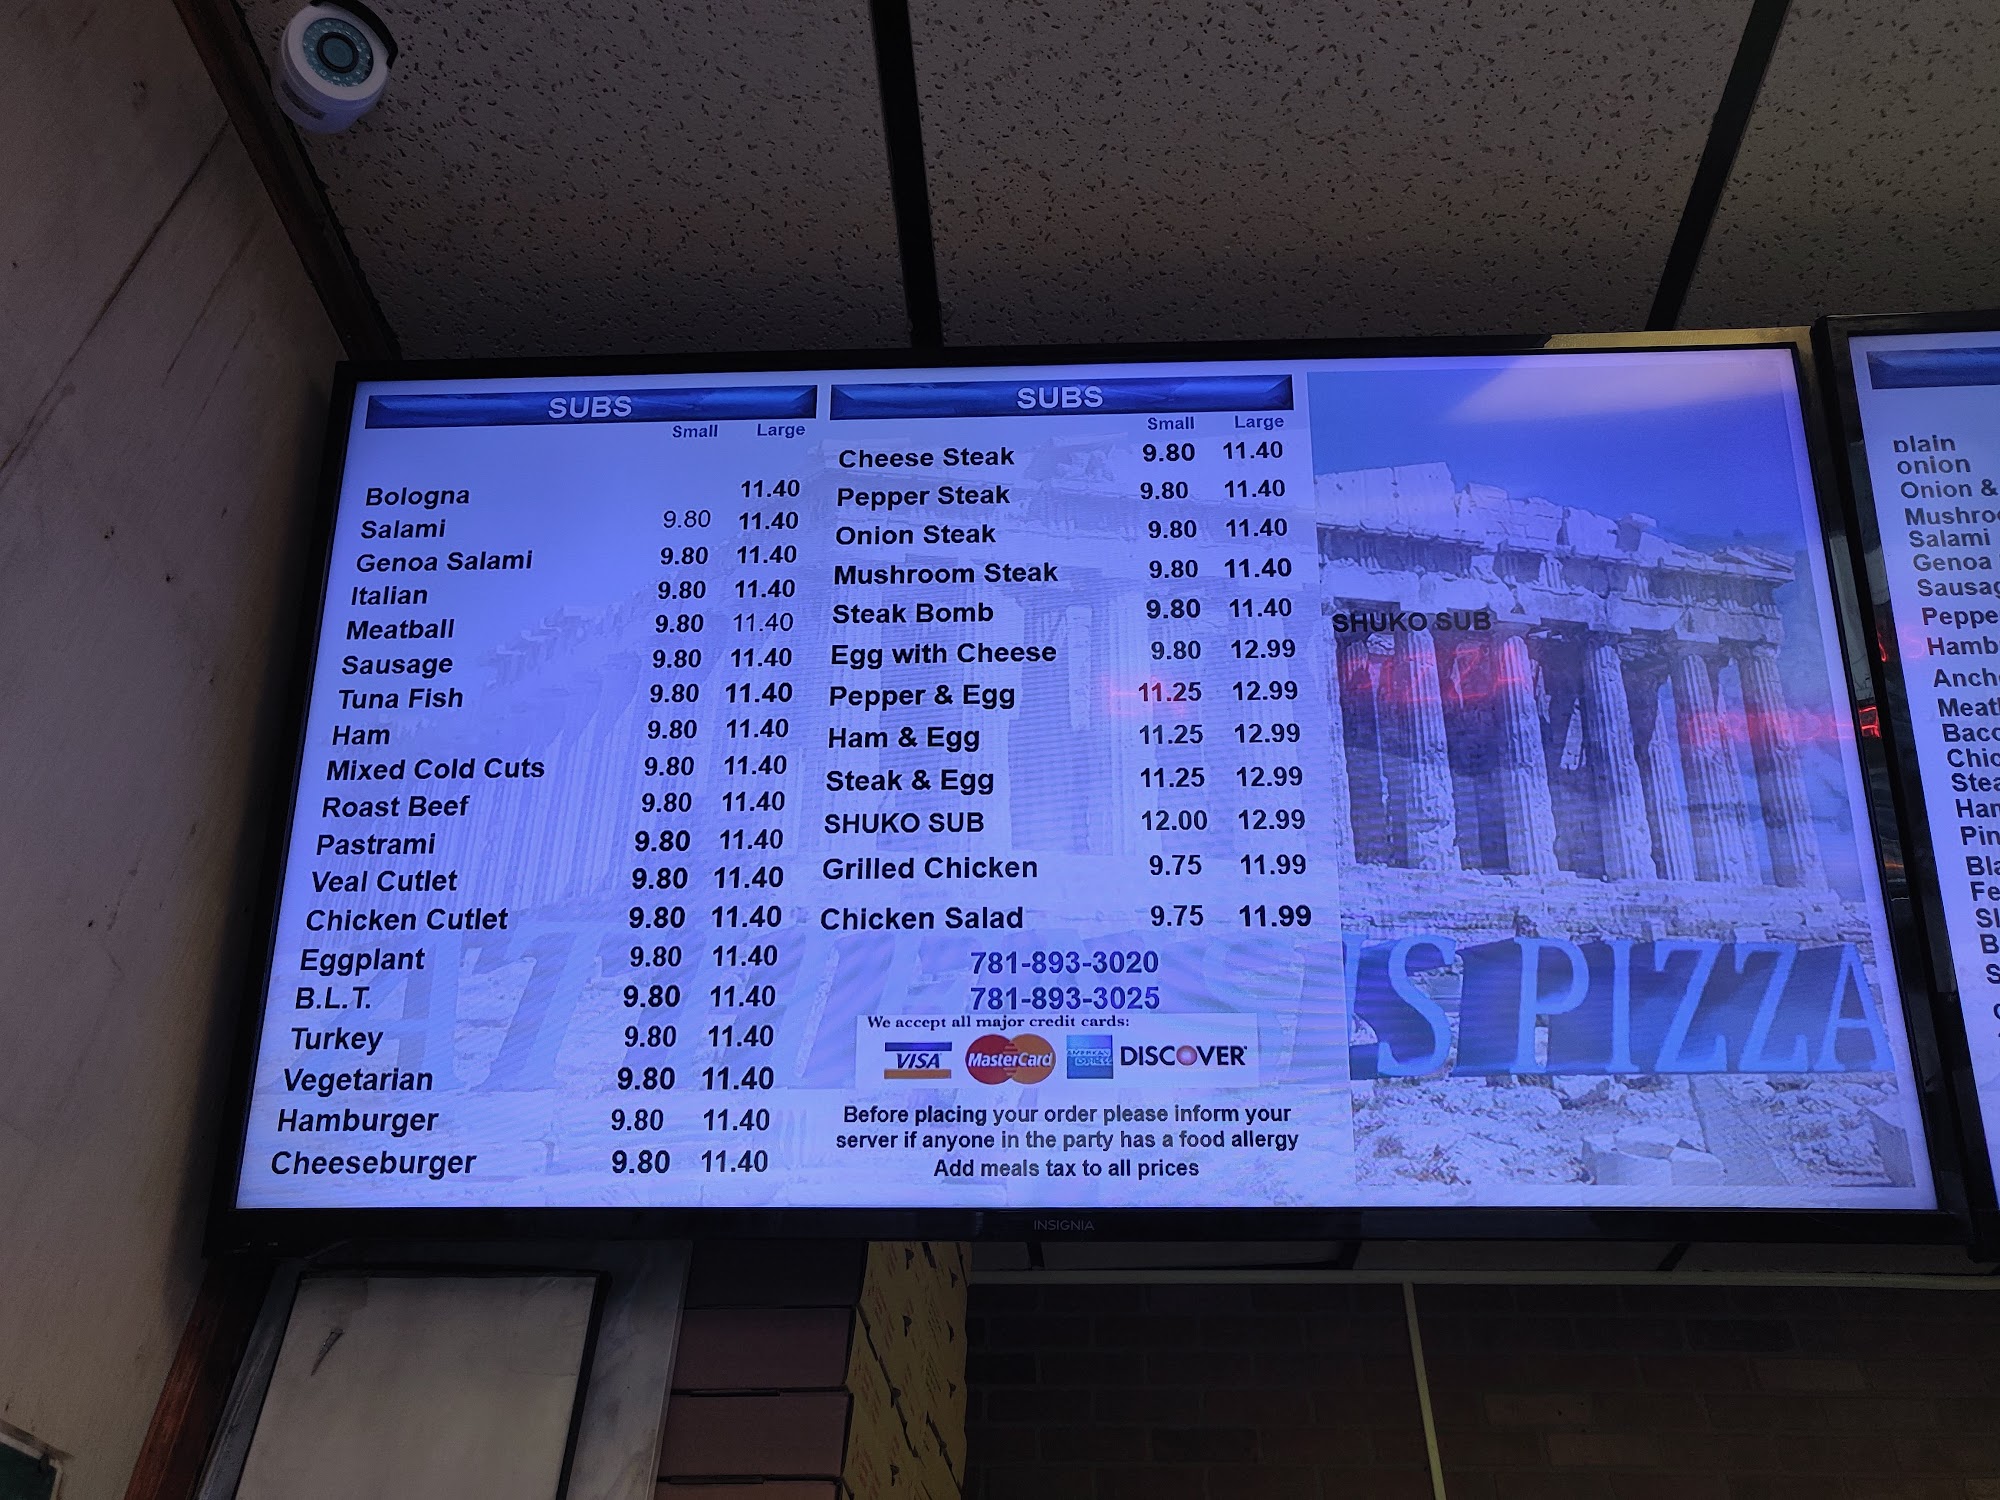 SUBS
Small Large
Bologna 11.40
Salami 9.80 11.40
Genoa Salami 9.80 11.40
Italian 9.80 11.40
Meatball 9.80 11.40
Sausage 9.80 11.40
Tuna Fish 9.80 11.40
Ham 9.80 11.40
Mixed Cold Cuts 9.80 11.40
Roast Beef 9.80 11.40
Pastrami 9.80 11.40
Veal Cutlet 9.80 11.40
Chicken Cutlet 9.80 11.40
Eggplant 9.80 11.40
B.L.T. 9.80 11.40
Turkey 9.80 11.40
Vegetarian 9.80 11.40
Hamburger 9.80 11.40
Cheeseburger 9.80 11.40
SUBS
Small Large
Cheese Steak 9.80 11.40
Pepper Steak 9.80 11.40
Onion Steak 9.80 11.40
Mushroom Steak 9.80 11.40
Steak Bomb 9.80 11.40
Egg with Cheese 9.80 12.99
Pepper & Egg 11.25 12.99
Ham & Egg 11.25 12.99
Steak & Egg 11.25 12.99
SHUKO SUB 12.00 12.99
Grilled Chicken 9.75 11.99
Chicken Salad 9.75 11.99
781-893-3020
781-893-3025
We accept all major credit cards:
VISA MasterCard AMERICAN EXPRESS DISCOVER
Before placing your order please inform your
server if anyone in the party has a food allergy
Add meals tax to all prices
SHUKO SUB
S PIZZA
INSIGNIA
plain
onion
Onion &
Salami
Genoa